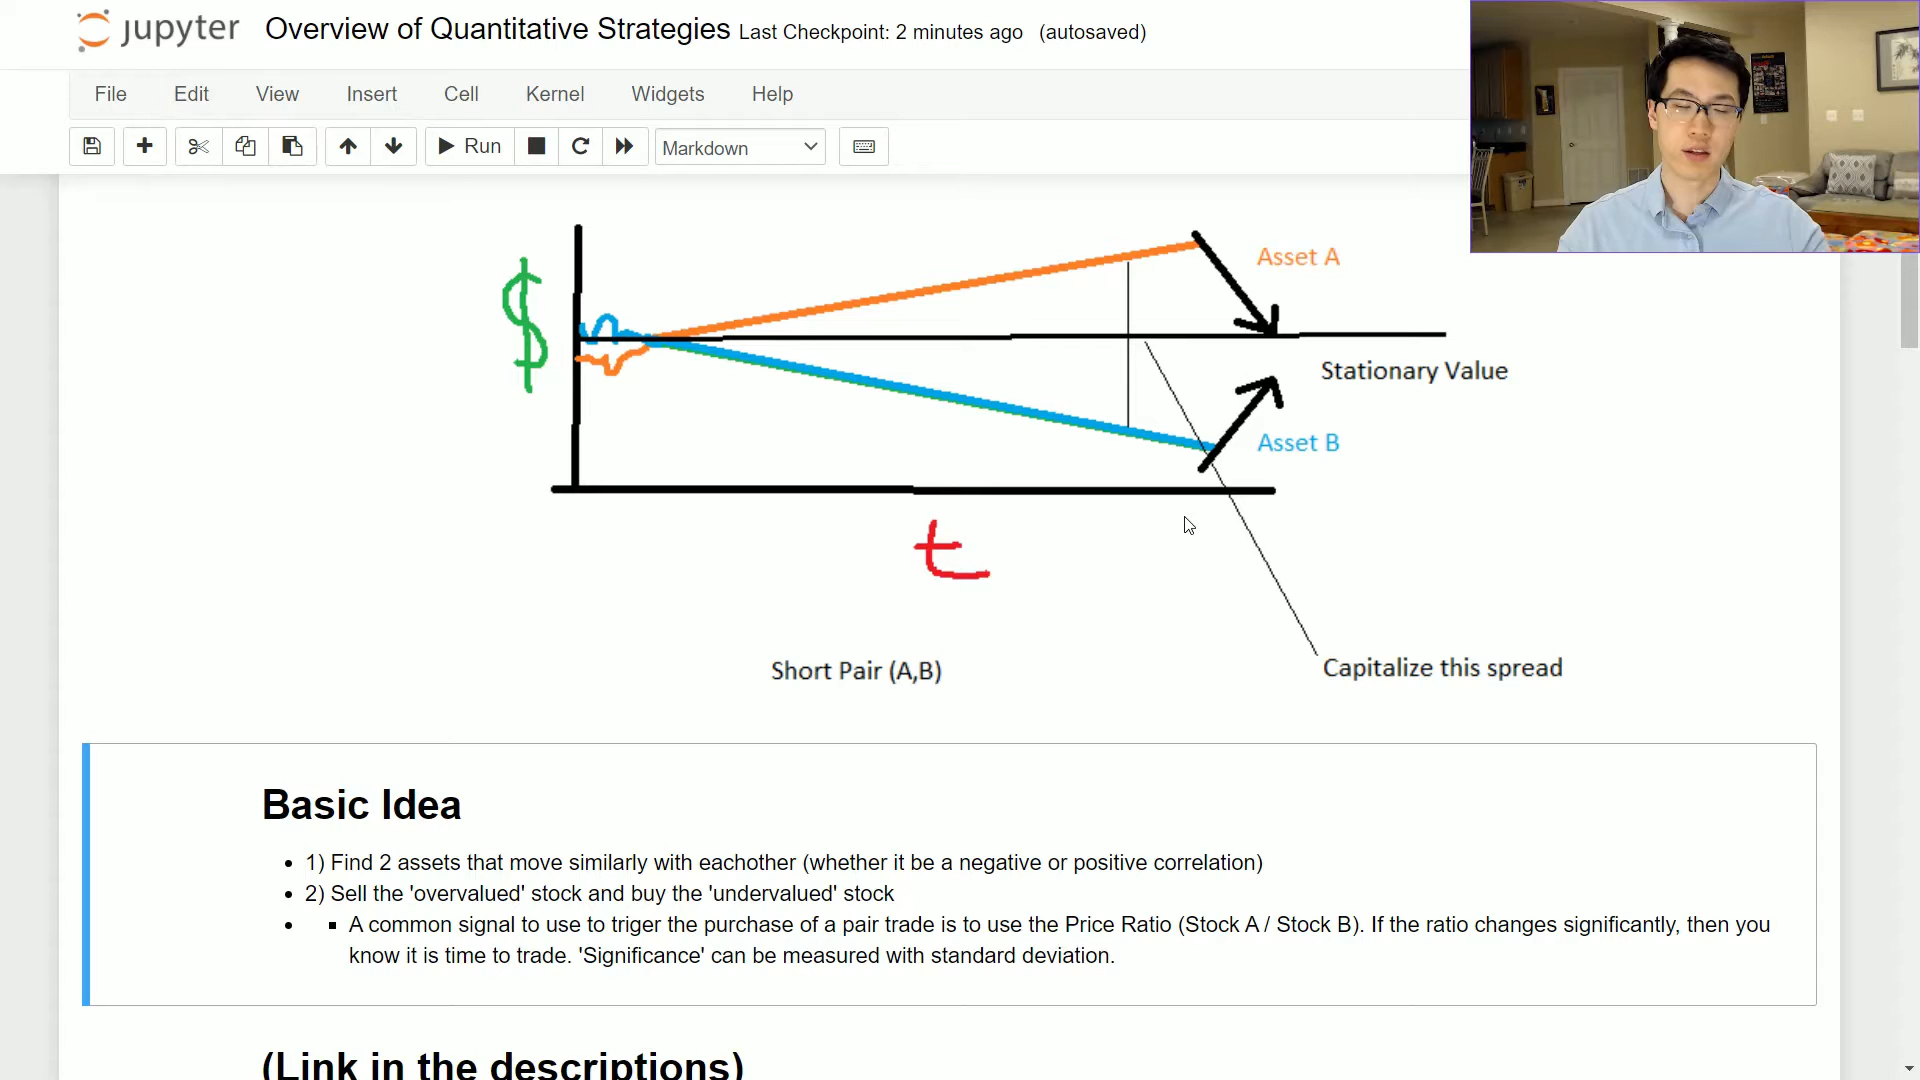 jupyter Overview of Quantitative Strategies Last Checkpoint: 2 minutes ago (autosaved)
File Edit View Insert Cell Kernel Widgets Help
Run Markdown
$
Asset A
Stationary Value
Asset B
t
Short Pair (A,B)
Capitalize this spread
Basic Idea
• 1) Find 2 assets that move similarly with eachother (whether it be a negative or positive correlation)
• 2) Sell the 'overvalued' stock and buy the 'undervalued' stock
• ▪ A common signal to use to triger the purchase of a pair trade is to use the Price Ratio (Stock A / Stock B). If the ratio changes significantly, then you
know it is time to trade. 'Significance' can be measured with standard deviation.
(Link in the descriptions)